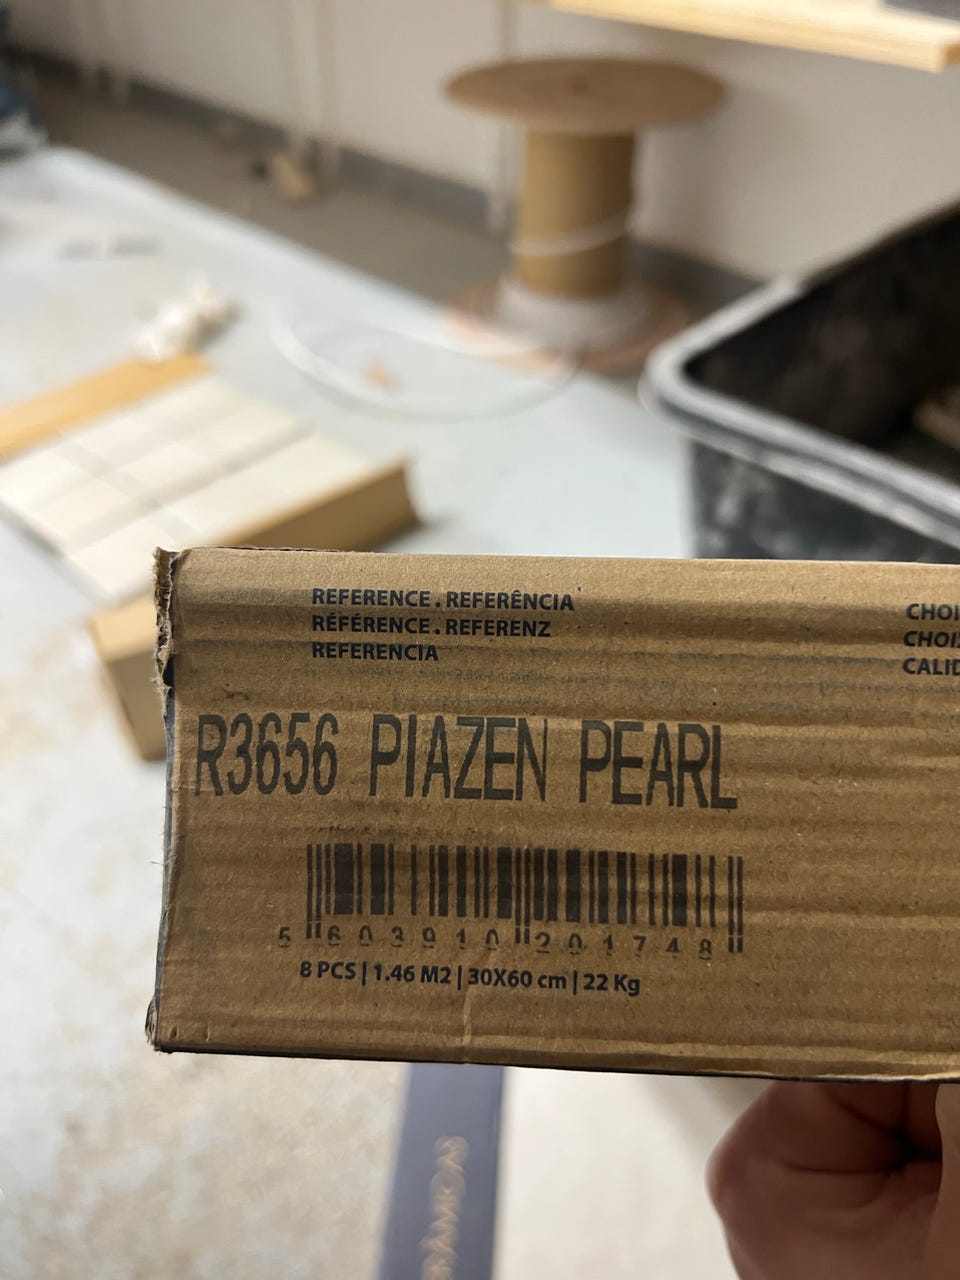 REFERENCE . REFERÊNCIA
RÉFÉRENCE . REFERENZ
REFERENCIA
R3656 PIAZEN PEARL
5 603910 201748
8 PCS | 1.46 M2 | 30X60 cm | 22 Kg